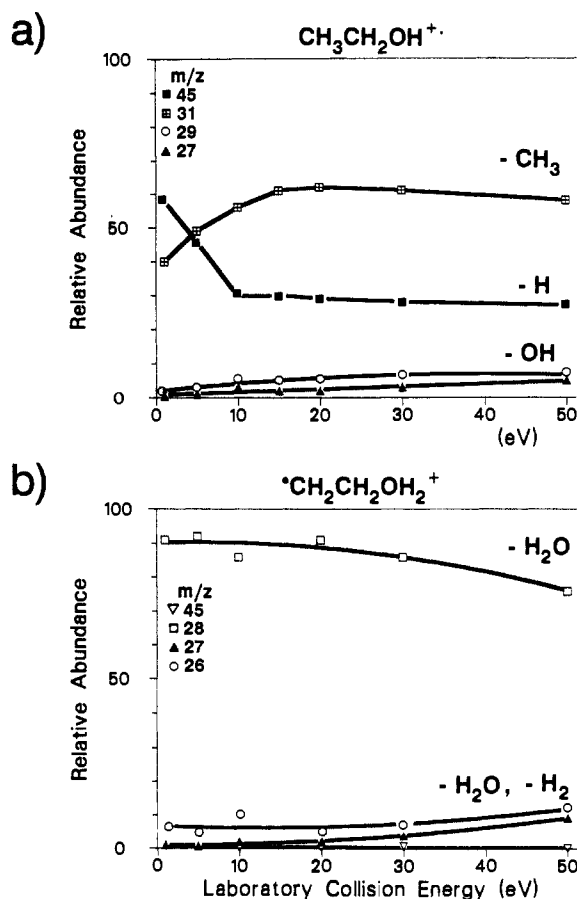 a)
CH₃CH₂OH⁺·
100
m/z
45
31
29
27
- CH₃
50
Relative Abundance
- H
- OH
0
0 10 20 30 40 50
(eV)
b)
•CH₂CH₂OH₂⁺
100
- H₂O
m/z
45
28
27
26
50
Relative Abundance
- H₂O, - H₂
0
0 10 20 30 40 50
Laboratory Collision Energy (eV)